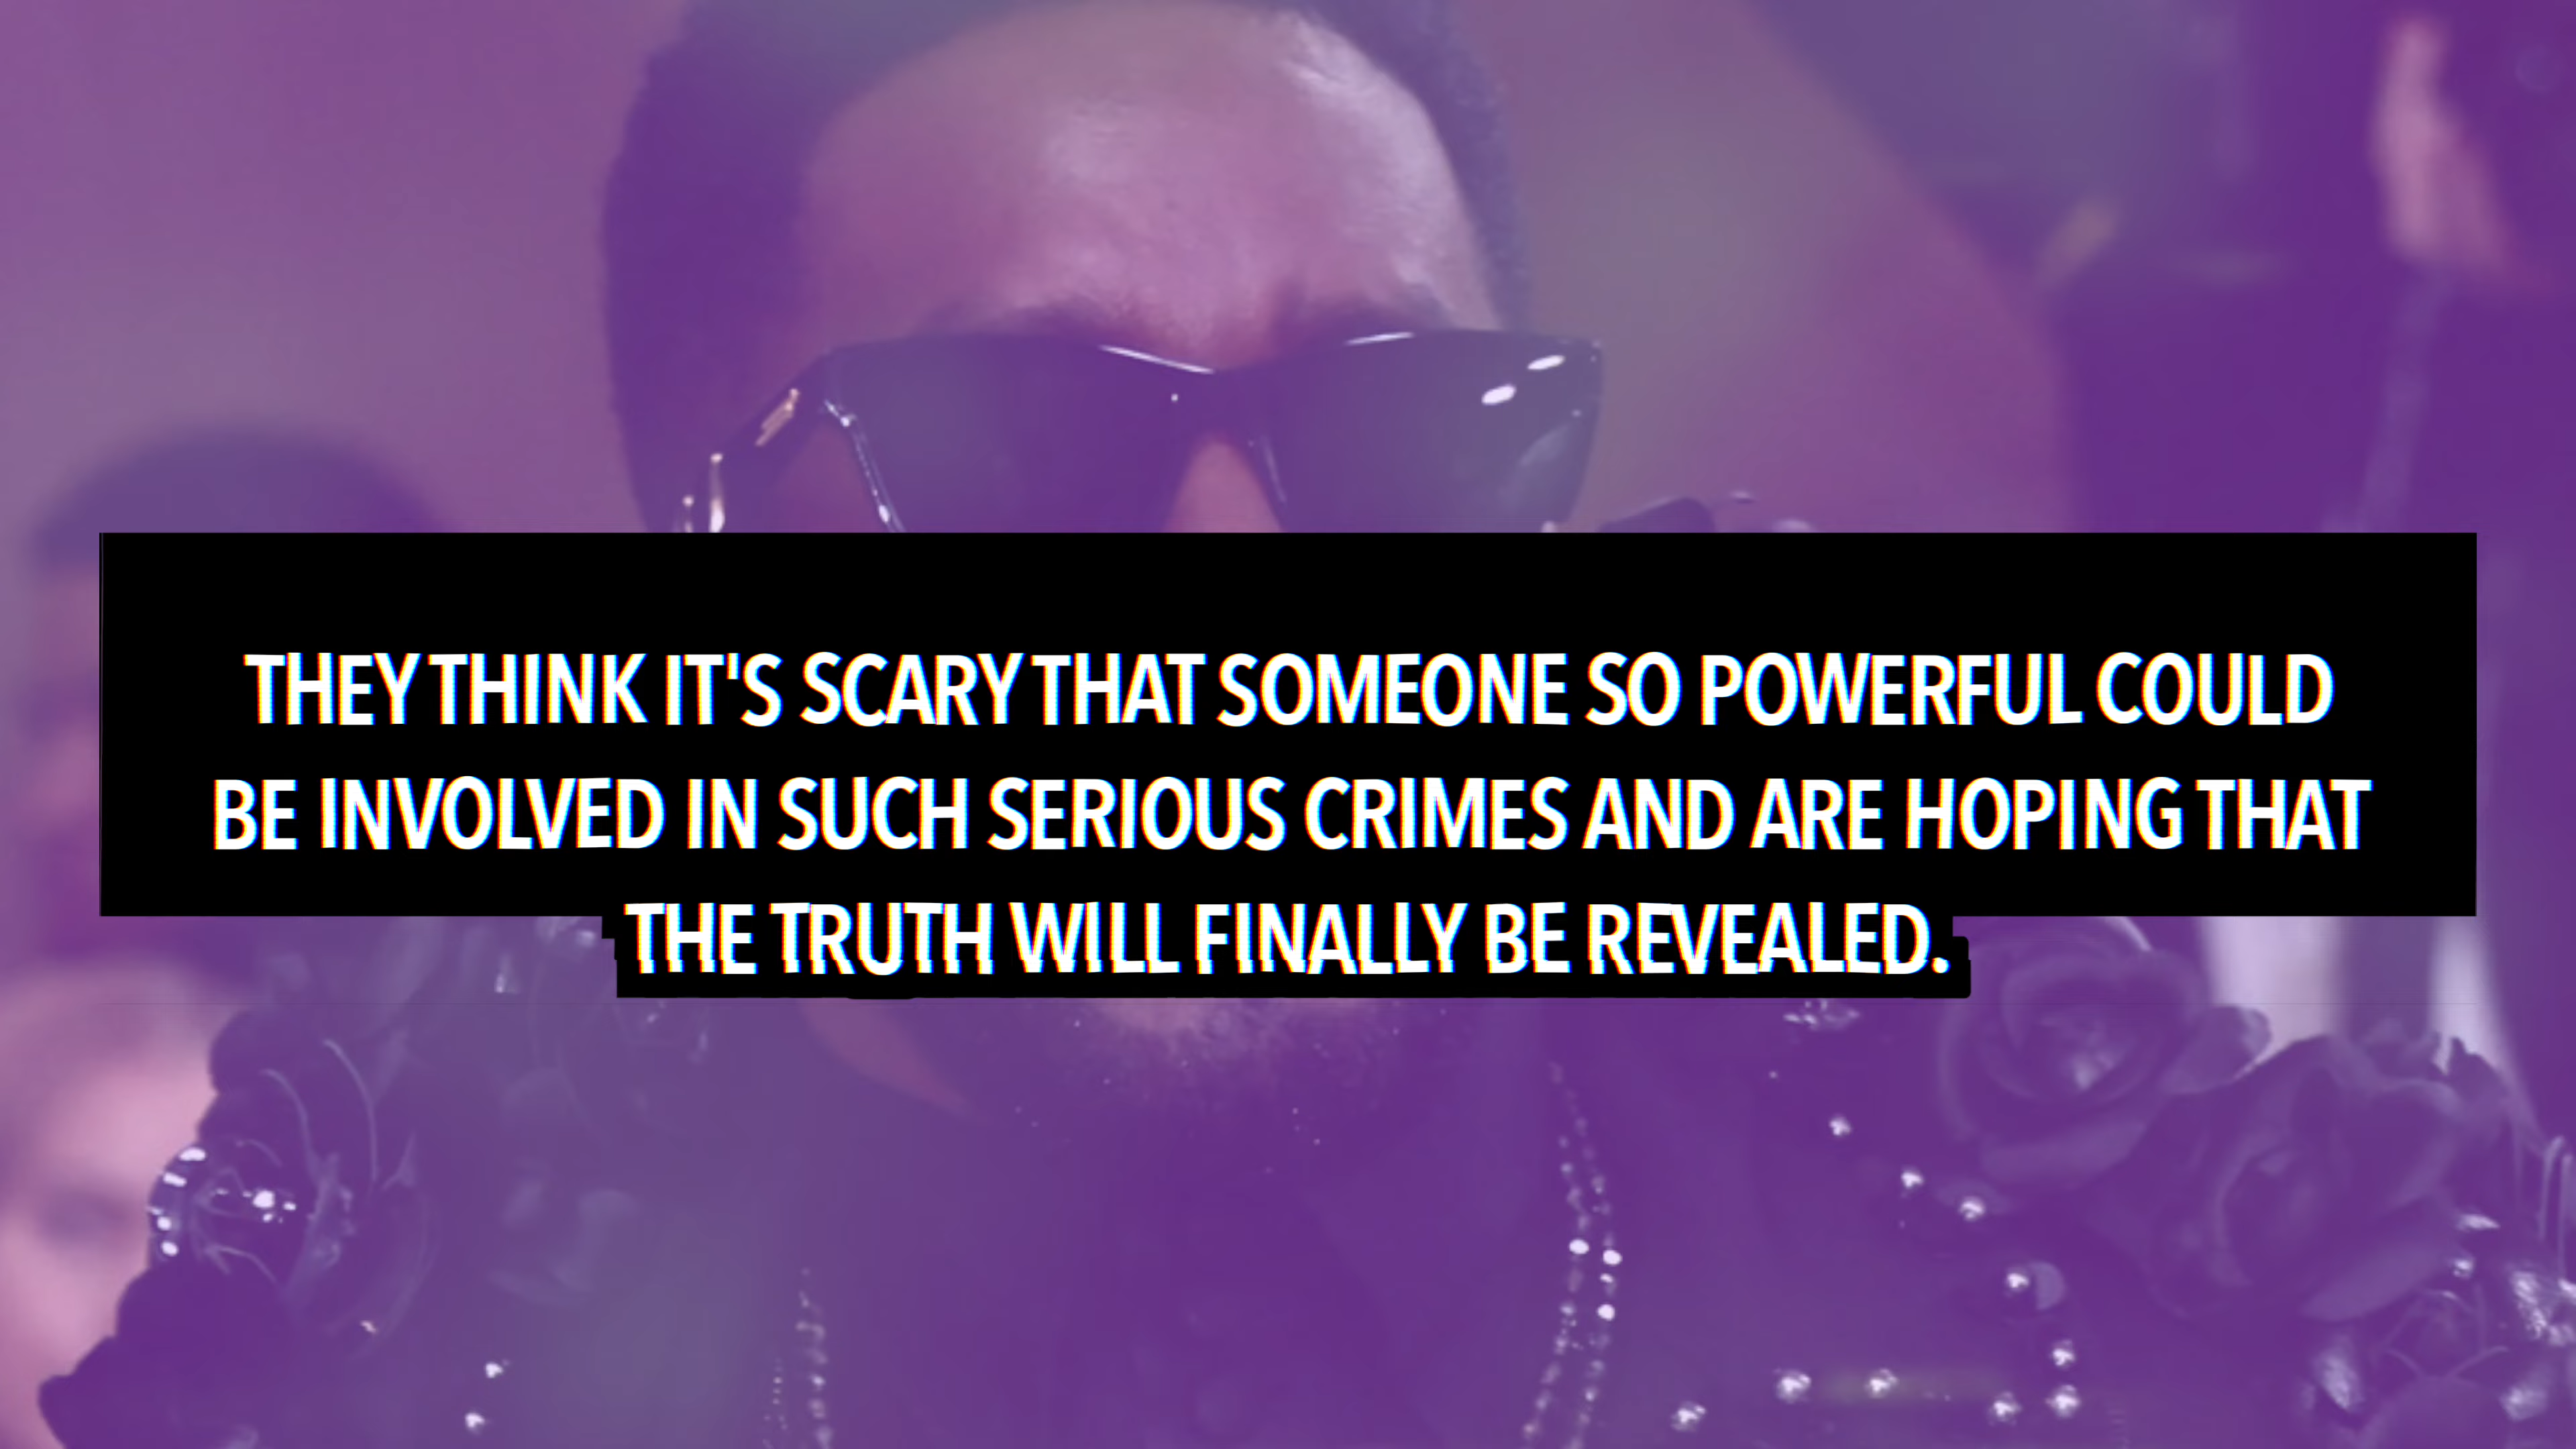 THEY THINK IT'S SCARY THAT SOMEONE SO POWERFUL COULD
BE INVOLVED IN SUCH SERIOUS CRIMES AND ARE HOPING THAT
THE TRUTH WILL FINALLY BE REVEALED.